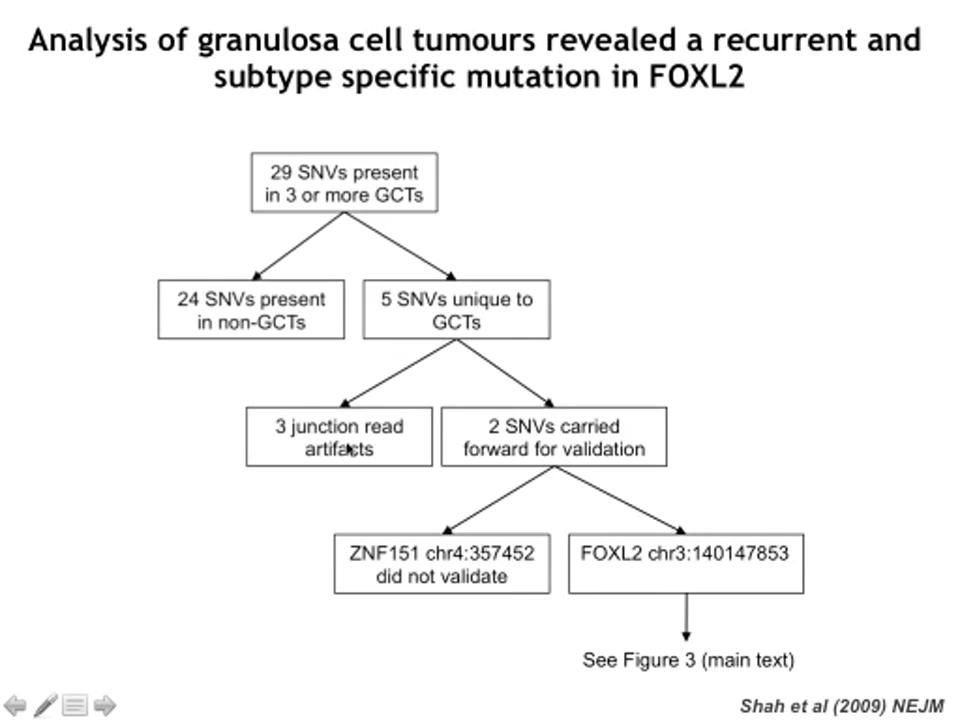 Analysis of granulosa cell tumours revealed a recurrent and
subtype specific mutation in FOXL2
29 SNVs present
in 3 or more GCTs
24 SNVs present
in non-GCTs
5 SNVs unique to
GCTs
3 junction read
artifacts
2 SNVs carried
forward for validation
ZNF151 chr4:357452
did not validate
FOXL2 chr3:140147853
See Figure 3 (main text)
Shah et al (2009) NEJM